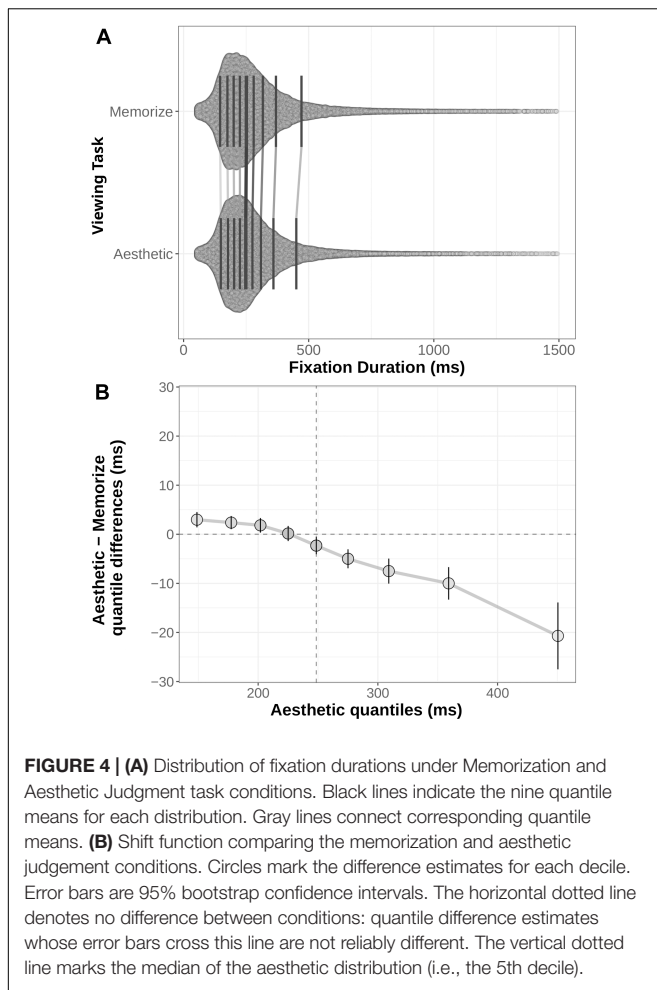 A
Viewing Task
Memorize
Aesthetic
0
500
1000
1500
Fixation Duration (ms)
B
Aesthetic − Memorize
quantile differences (ms)
30
20
10
0
−10
−20
−30
200
300
400
Aesthetic quantiles (ms)
FIGURE 4 | (A) Distribution of fixation durations under Memorization and
Aesthetic Judgment task conditions. Black lines indicate the nine quantile
means for each distribution. Gray lines connect corresponding quantile
means. (B) Shift function comparing the memorization and aesthetic
judgement conditions. Circles mark the difference estimates for each decile.
Error bars are 95% bootstrap confidence intervals. The horizontal dotted line
denotes no difference between conditions: quantile difference estimates
whose error bars cross this line are not reliably different. The vertical dotted
line marks the median of the aesthetic distribution (i.e., the 5th decile).